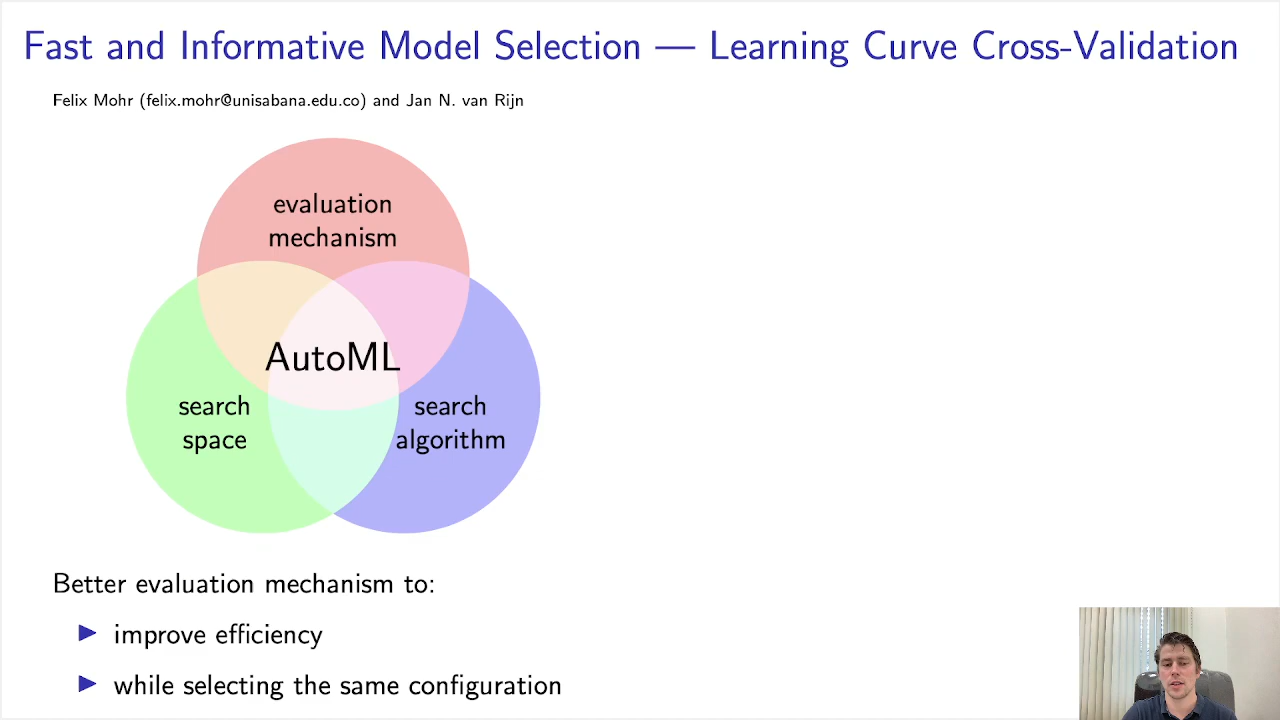 Fast and Informative Model Selection — Learning Curve Cross-Validation
Felix Mohr (felix.mohr@unisabana.edu.co) and Jan N. van Rijn
evaluation
mechanism
AutoML
search
space
search
algorithm
Better evaluation mechanism to:
improve efficiency
while selecting the same configuration